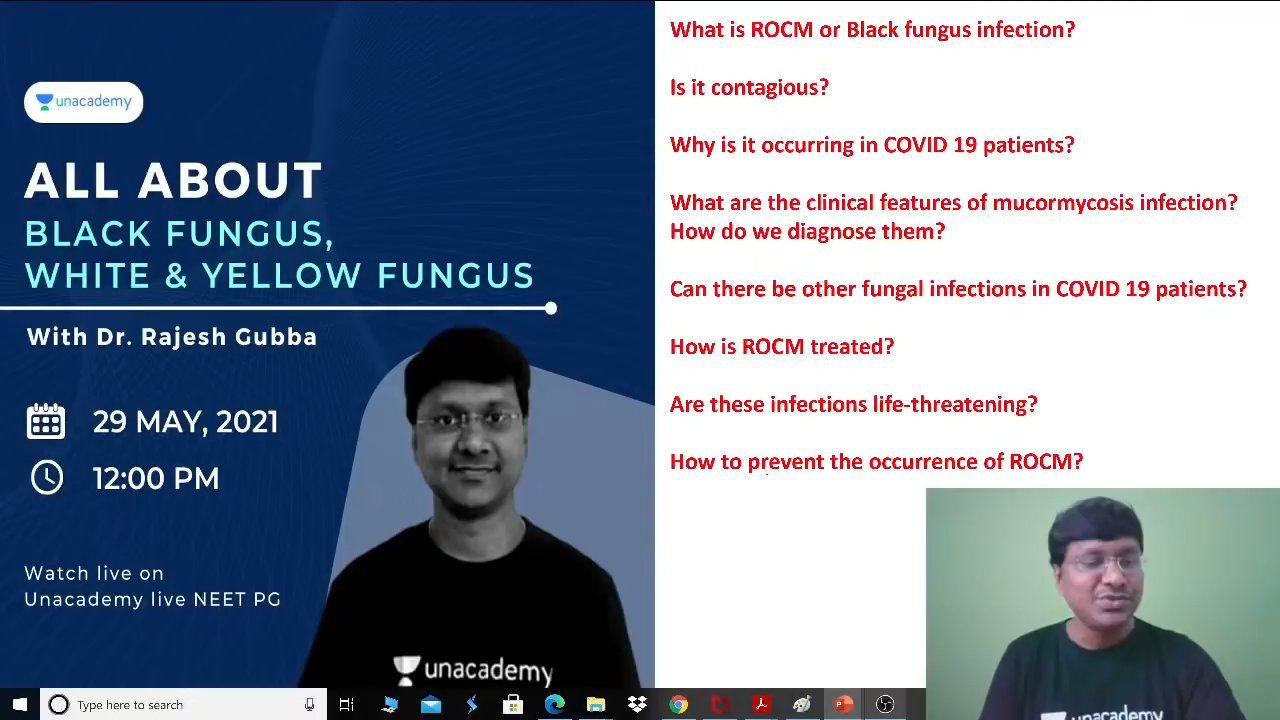 unacademy
ALL ABOUT
BLACK FUNGUS,
WHITE & YELLOW FUNGUS
With Dr. Rajesh Gubba
29 MAY, 2021
12:00 PM
Watch live on
Unacademy live NEET PG
unacademy
What is ROCM or Black fungus infection?
Is it contagious?
Why is it occurring in COVID 19 patients?
What are the clinical features of mucormycosis infection?
How do we diagnose them?
Can there be other fungal infections in COVID 19 patients?
How is ROCM treated?
Are these infections life-threatening?
How to prevent the occurrence of ROCM?
unacademy
Type here to search